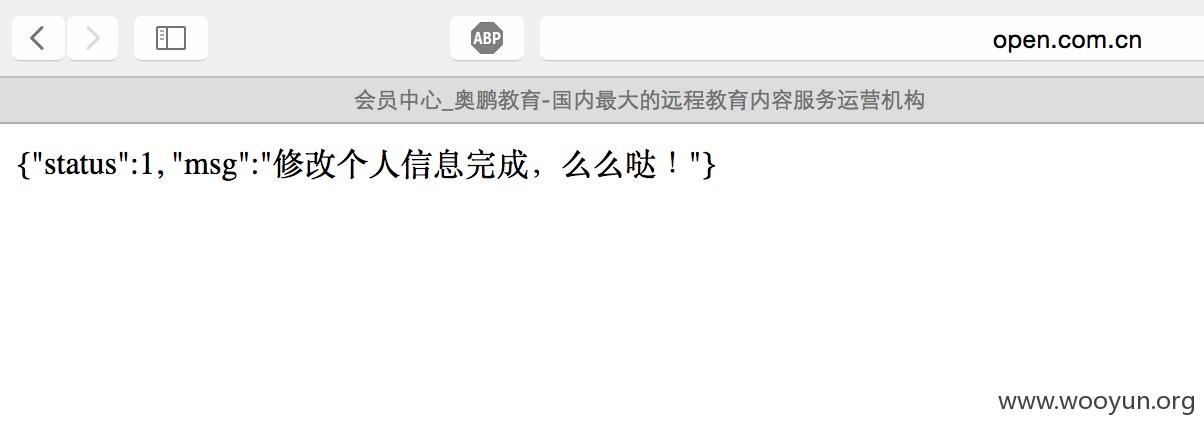 ABP
open.com.cn
会员中心_奥鹏教育-国内最大的远程教育内容服务运营机构
{"status":1, "msg":"修改个人信息完成，么么哒！"}
www.wooyun.org